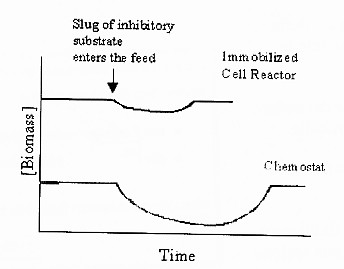 Slug of inhibitory
substrate
enters the feed
Immobilized
Cell Reactor
[Biomass]
Chemostat
Time